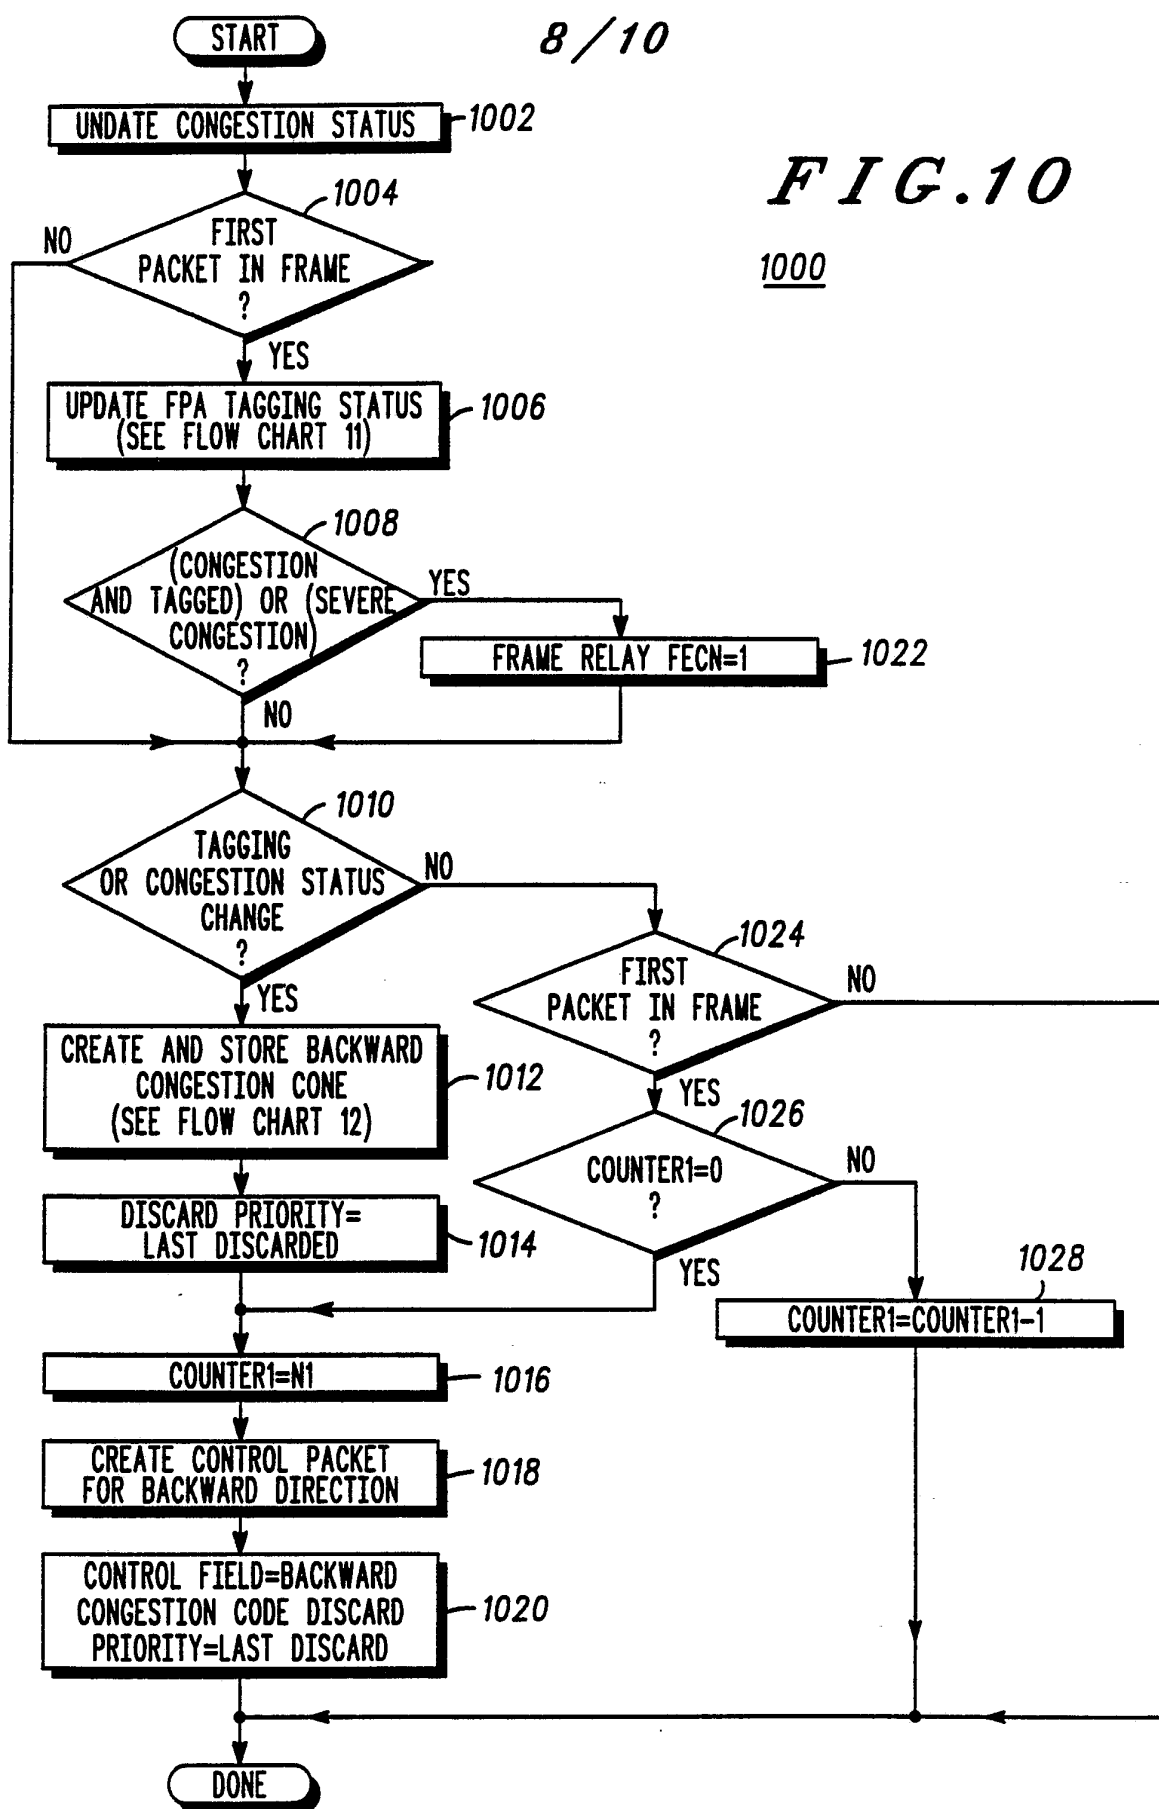 START
8/10
UNDATE CONGESTION STATUS
1002
FIG.10
1000
1004
FIRST
PACKET IN FRAME
?
NO
YES
UPDATE FPA TAGGING STATUS
(SEE FLOW CHART 11)
1006
1008
(CONGESTION
AND TAGGED) OR (SEVERE
CONGESTION)
?
YES
NO
FRAME RELAY FECN=1
1022
1010
TAGGING
OR CONGESTION STATUS
CHANGE
?
NO
YES
1024
FIRST
PACKET IN FRAME
?
NO
YES
CREATE AND STORE BACKWARD
CONGESTION CONE
(SEE FLOW CHART 12)
1012
1026
COUNTER1=0
?
NO
YES
DISCARD PRIORITY=
LAST DISCARDED
1014
1028
COUNTER1=COUNTER1-1
COUNTER1=N1
1016
CREATE CONTROL PACKET
FOR BACKWARD DIRECTION
1018
CONTROL FIELD=BACKWARD
CONGESTION CODE DISCARD
PRIORITY=LAST DISCARD
1020
DONE